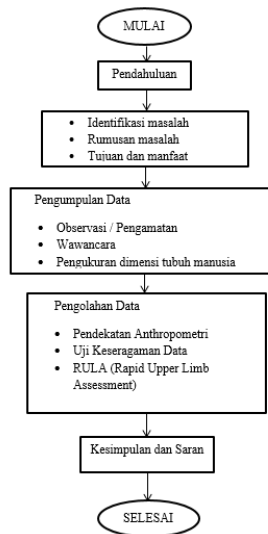 MULAI
Pendahuluan
• Identifikasi masalah
• Rumusan masalah
• Tujuan dan manfaat
Pengumpulan Data
• Observasi / Pengamatan
• Wawancara
• Pengukuran dimensi tubuh manusia
Pengolahan Data
• Pendekatan Anthropometri
• Uji Keseragaman Data
• RULA (Rapid Upper Limb
Assessment)
Kesimpulan dan Saran
SELESAI